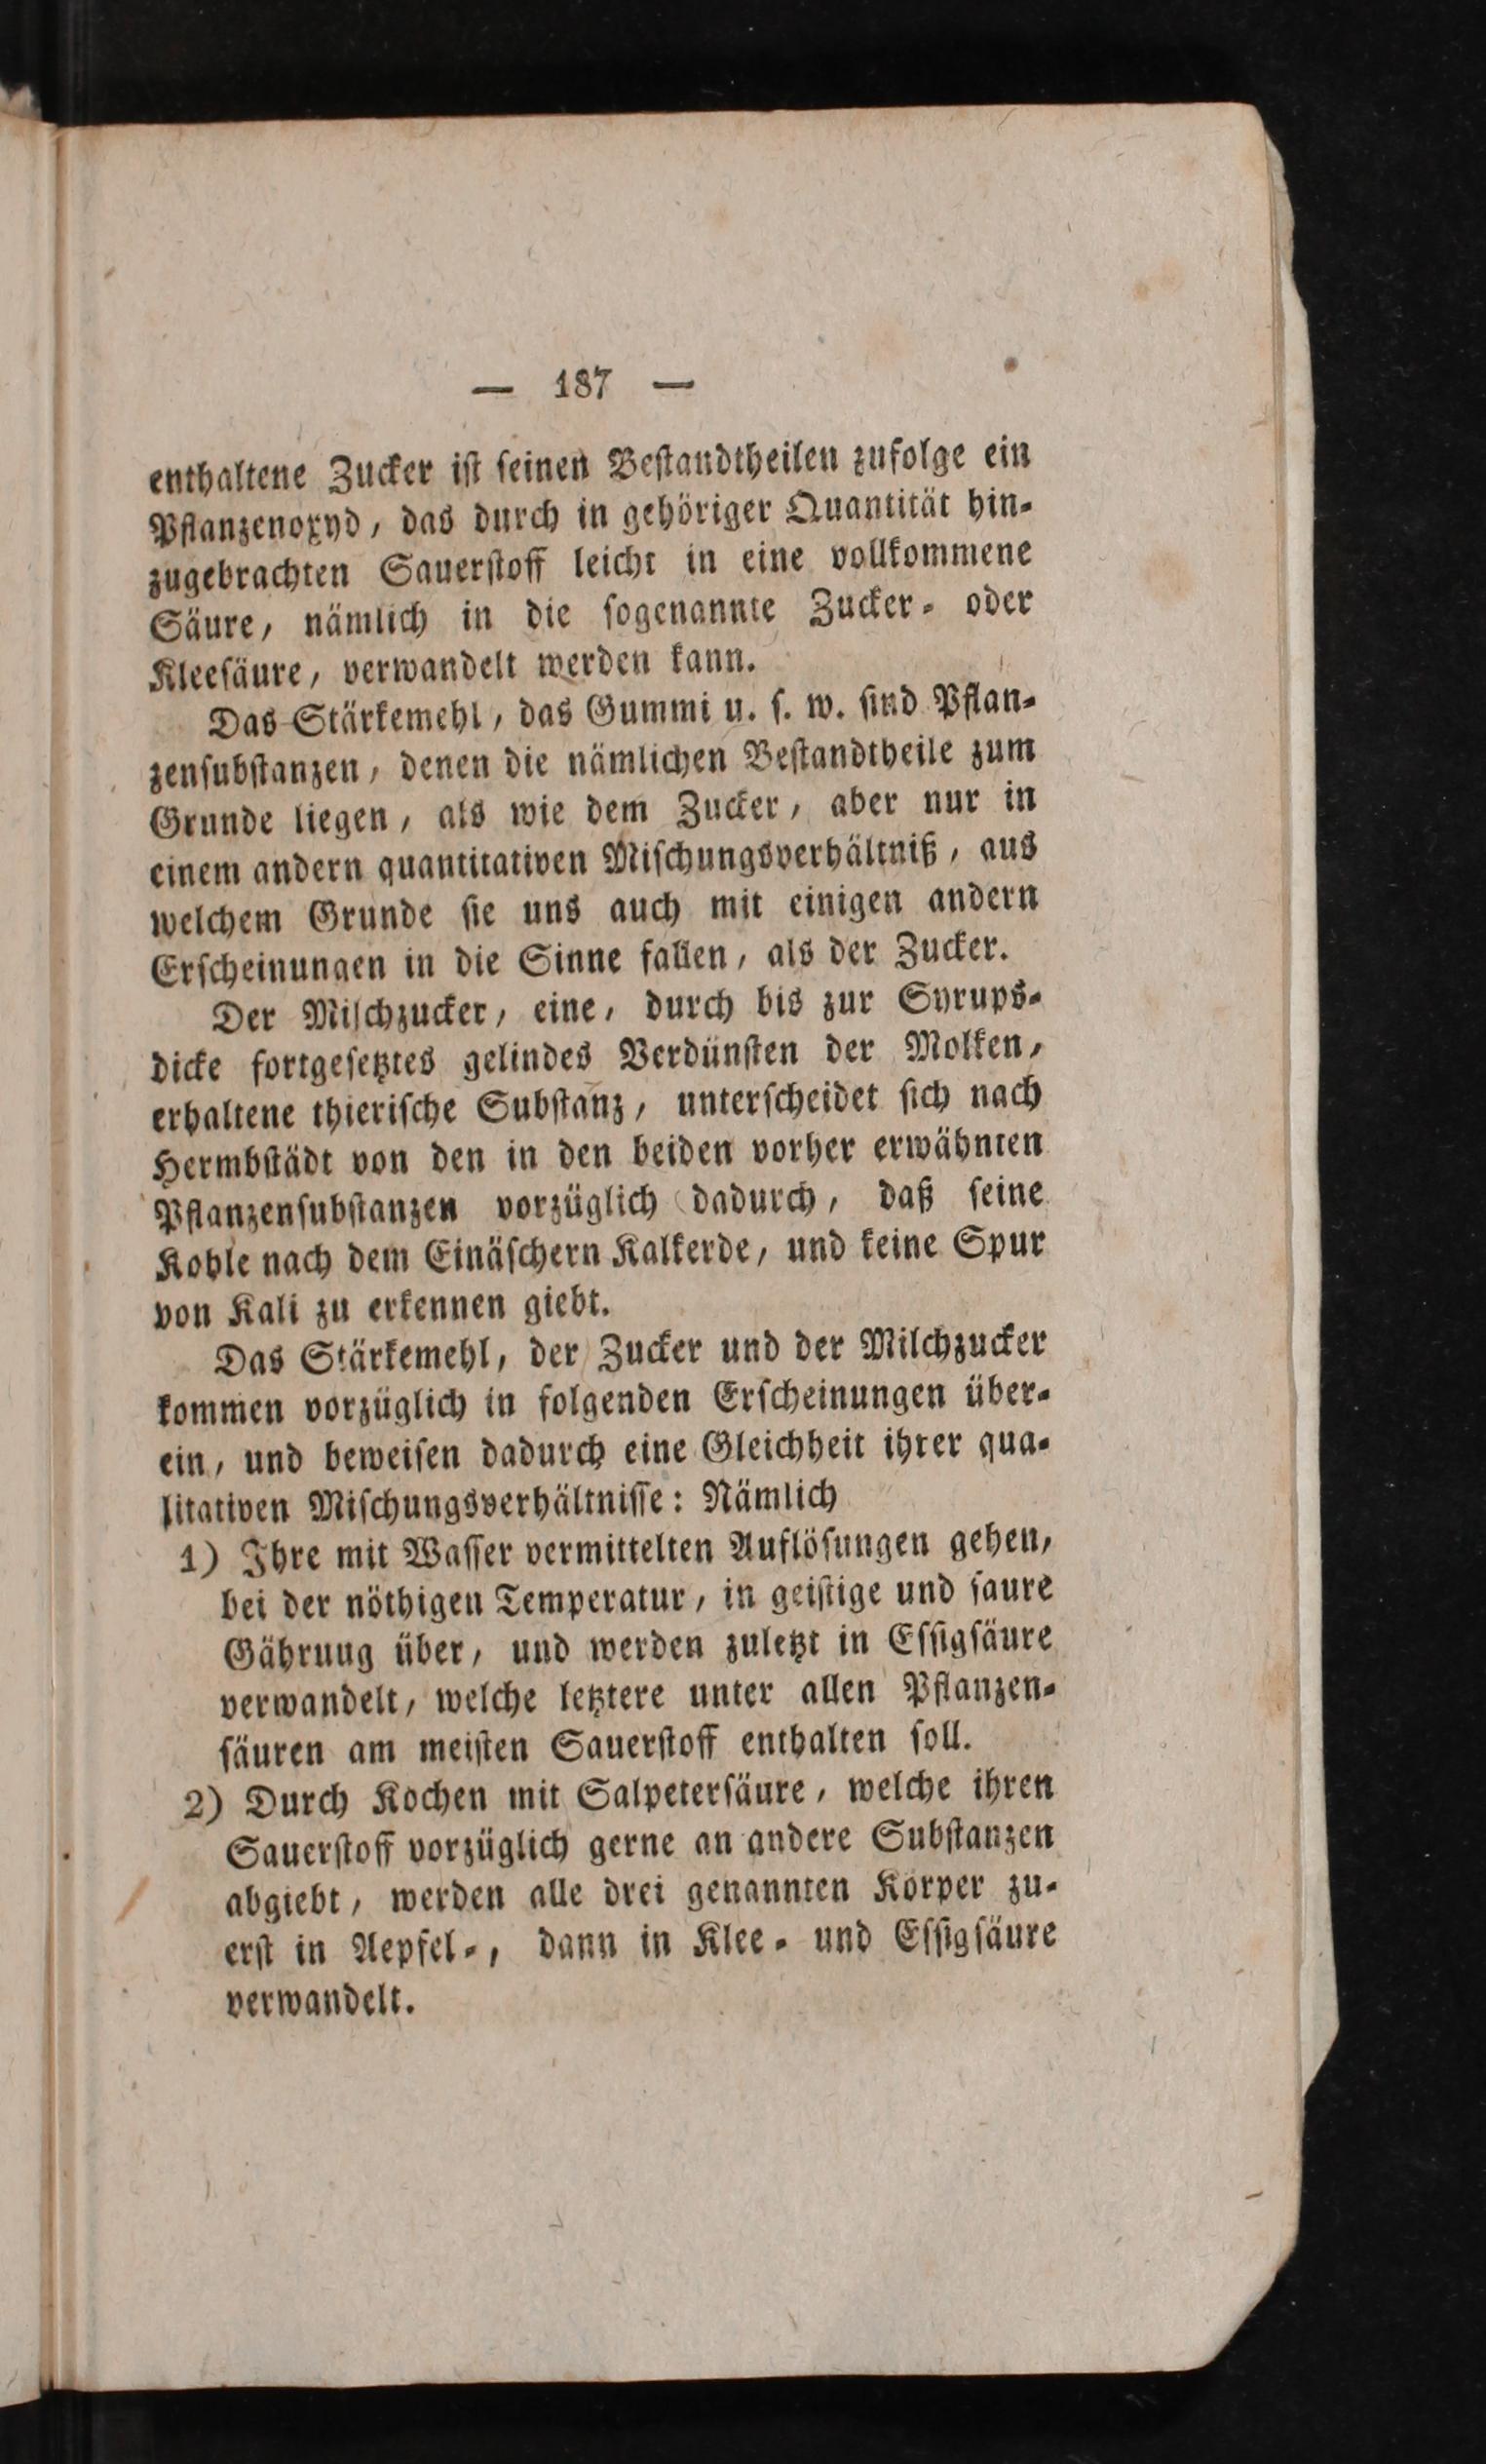 — 187 —
enthaltene Zucker iſt ſeinen Beſtandtheilen zufolge ein
Pflanzenoxyd, das durch in gehöriger Quantität hin-
zugebrachten Sauerſtoff leicht in eine vollkommene
Säure, nämlich in die ſogenannte Zucker- oder
Kleeſäure, verwandelt werden kann.
Das Stärkemehl, das Gummi u. ſ. w. ſind Pflan-
zenſubſtanzen, denen die nämlichen Beſtandtheile zum
Grunde liegen, als wie dem Zucker, aber nur in
einem andern quantitativen Miſchungsverhältniß, aus
welchem Grunde ſie uns auch mit einigen andern
Erſcheinungen in die Sinne fallen, als der Zucker.
Der Milchzucker, eine, durch bis zur Syrups-
dicke fortgeſetztes gelindes Verdünſten der Molken,
erhaltene thieriſche Subſtanz, unterſcheidet ſich nach
Hermbſtädt von den in den beiden vorher erwähnten
Pflanzenſubſtanzen vorzüglich dadurch, daß ſeine
Kohle nach dem Einäſchern Kalkerde, und keine Spur
von Kali zu erkennen giebt.
Das Stärkemehl, der Zucker und der Milchzucker
kommen vorzüglich in folgenden Erſcheinungen über-
ein, und beweiſen dadurch eine Gleichheit ihrer qua-
litativen Miſchungsverhältniſſe: Nämlich
1) Ihre mit Waſſer vermittelten Auflöſungen gehen,
bei der nöthigen Temperatur, in geiſtige und ſaure
Gähruug über, und werden zuletzt in Eſſigſäure
verwandelt, welche letztere unter allen Pflanzen-
ſäuren am meiſten Sauerſtoff enthalten ſoll.
2) Durch Kochen mit Salpeterſäure, welche ihren
Sauerſtoff vorzüglich gerne an andere Subſtanzen
abgiebt, werden alle drei genannten Körper zu-
erſt in Aepfel-, dann in Klee- und Eſſigſäure
verwandelt.